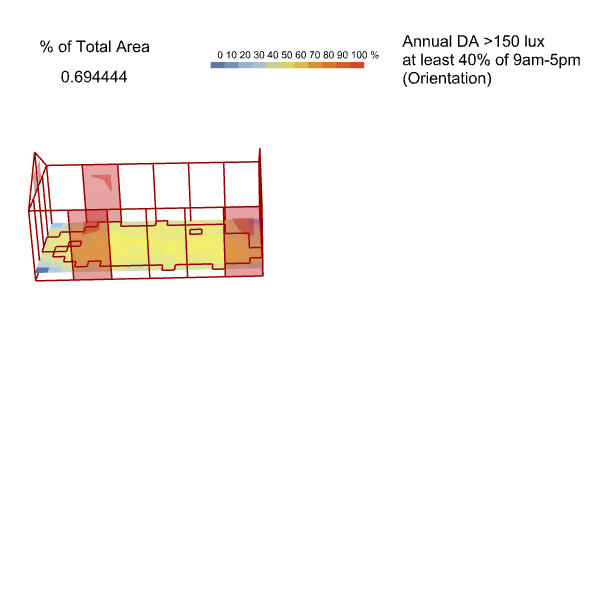 % of Total Area
0.694444
0 10 20 30 40 50 60 70 80 90 100 %
Annual DA >150 lux
at least 40% of 9am-5pm
(Orientation)